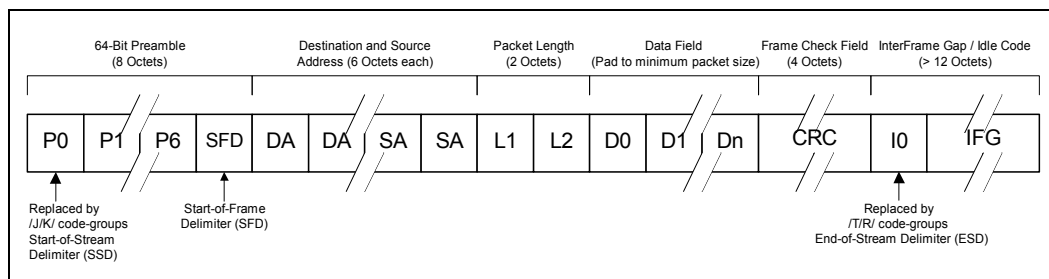 64-Bit Preamble
(8 Octets)
Destination and Source
Address (6 Octets each)
Packet Length
(2 Octets)
Data Field
(Pad to minimum packet size)
Frame Check Field
(4 Octets)
InterFrame Gap / Idle Code
(> 12 Octets)
P0 P1 P6 SFD DA DA SA SA L1 L2 D0 D1 Dn CRC I0 IFG
Replaced by
/J/K/ code-groups
Start-of-Stream
Delimiter (SSD)
Start-of-Frame
Delimiter (SFD)
Replaced by
/T/R/ code-groups
End-of-Stream Delimiter (ESD)